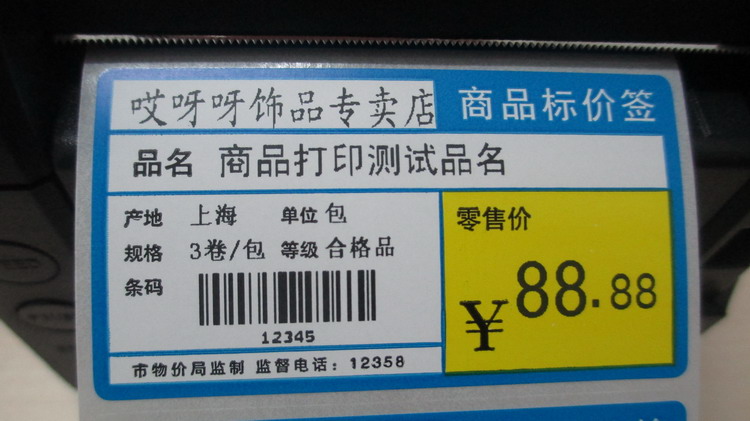 哎呀呀饰品专卖店 商品标价签
品名 商品打印测试品名
产地 上海 单位 包
规格 3卷/包 等级 合格品
条码
12345
零售价
￥88.88
市物价局监制 监督电话：12358